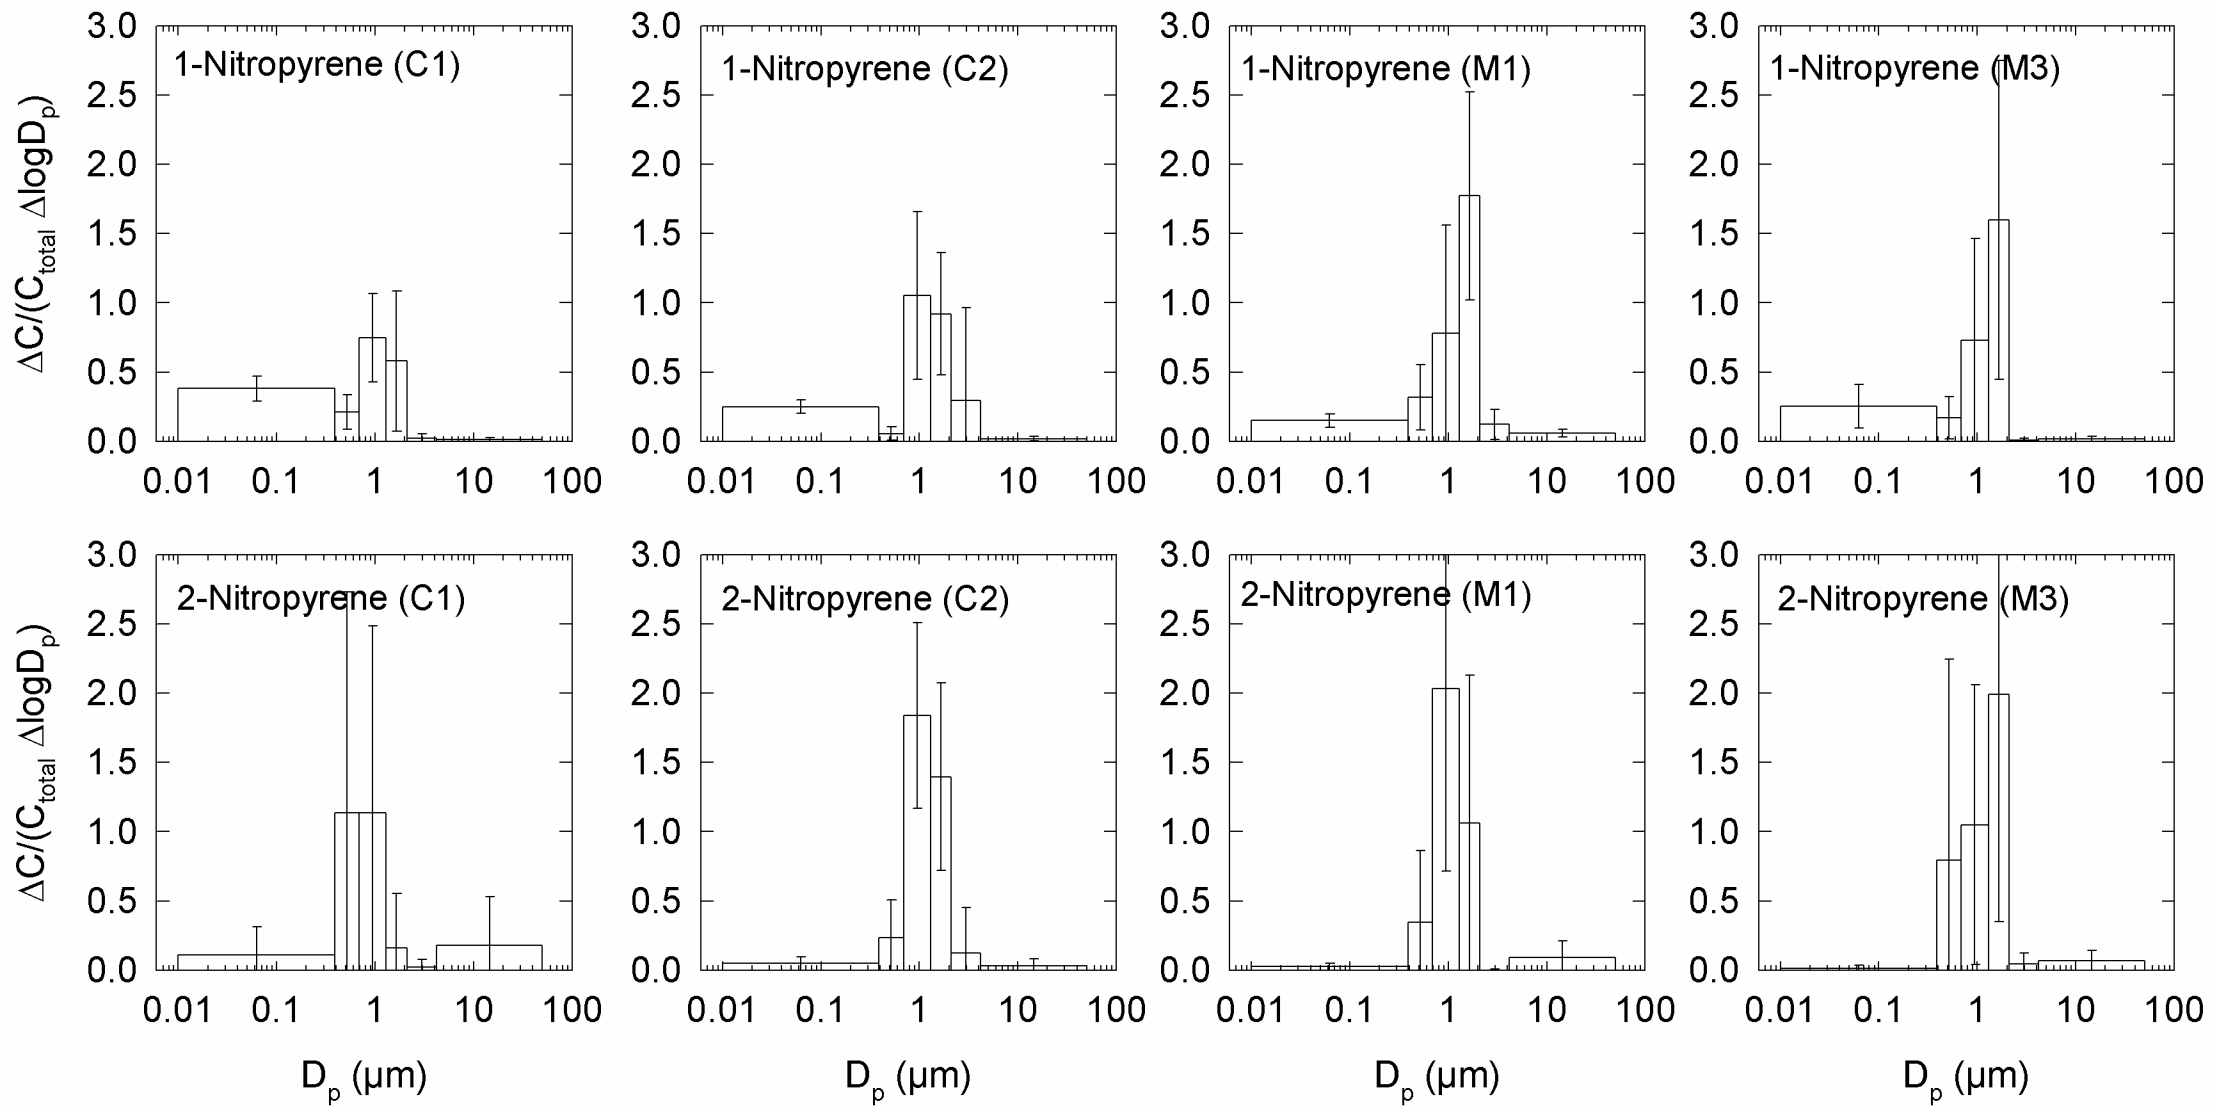 1-Nitropyrene (C1)
3.0
2.5
2.0
1.5
1.0
0.5
0.0
ΔC/(Ctotal ΔlogDp)
0.01 0.1 1 10 100
1-Nitropyrene (C2)
3.0
2.5
2.0
1.5
1.0
0.5
0.0
0.01 0.1 1 10 100
1-Nitropyrene (M1)
3.0
2.5
2.0
1.5
1.0
0.5
0.0
0.01 0.1 1 10 100
1-Nitropyrene (M3)
3.0
2.5
2.0
1.5
1.0
0.5
0.0
0.01 0.1 1 10 100
2-Nitropyrene (C1)
3.0
2.5
2.0
1.5
1.0
0.5
0.0
ΔC/(Ctotal ΔlogDp)
0.01 0.1 1 10 100
Dp (µm)
2-Nitropyrene (C2)
3.0
2.5
2.0
1.5
1.0
0.5
0.0
0.01 0.1 1 10 100
Dp (µm)
2-Nitropyrene (M1)
3.0
2.5
2.0
1.5
1.0
0.5
0.0
0.01 0.1 1 10 100
Dp (µm)
2-Nitropyrene (M3)
3.0
2.5
2.0
1.5
1.0
0.5
0.0
0.01 0.1 1 10 100
Dp (µm)